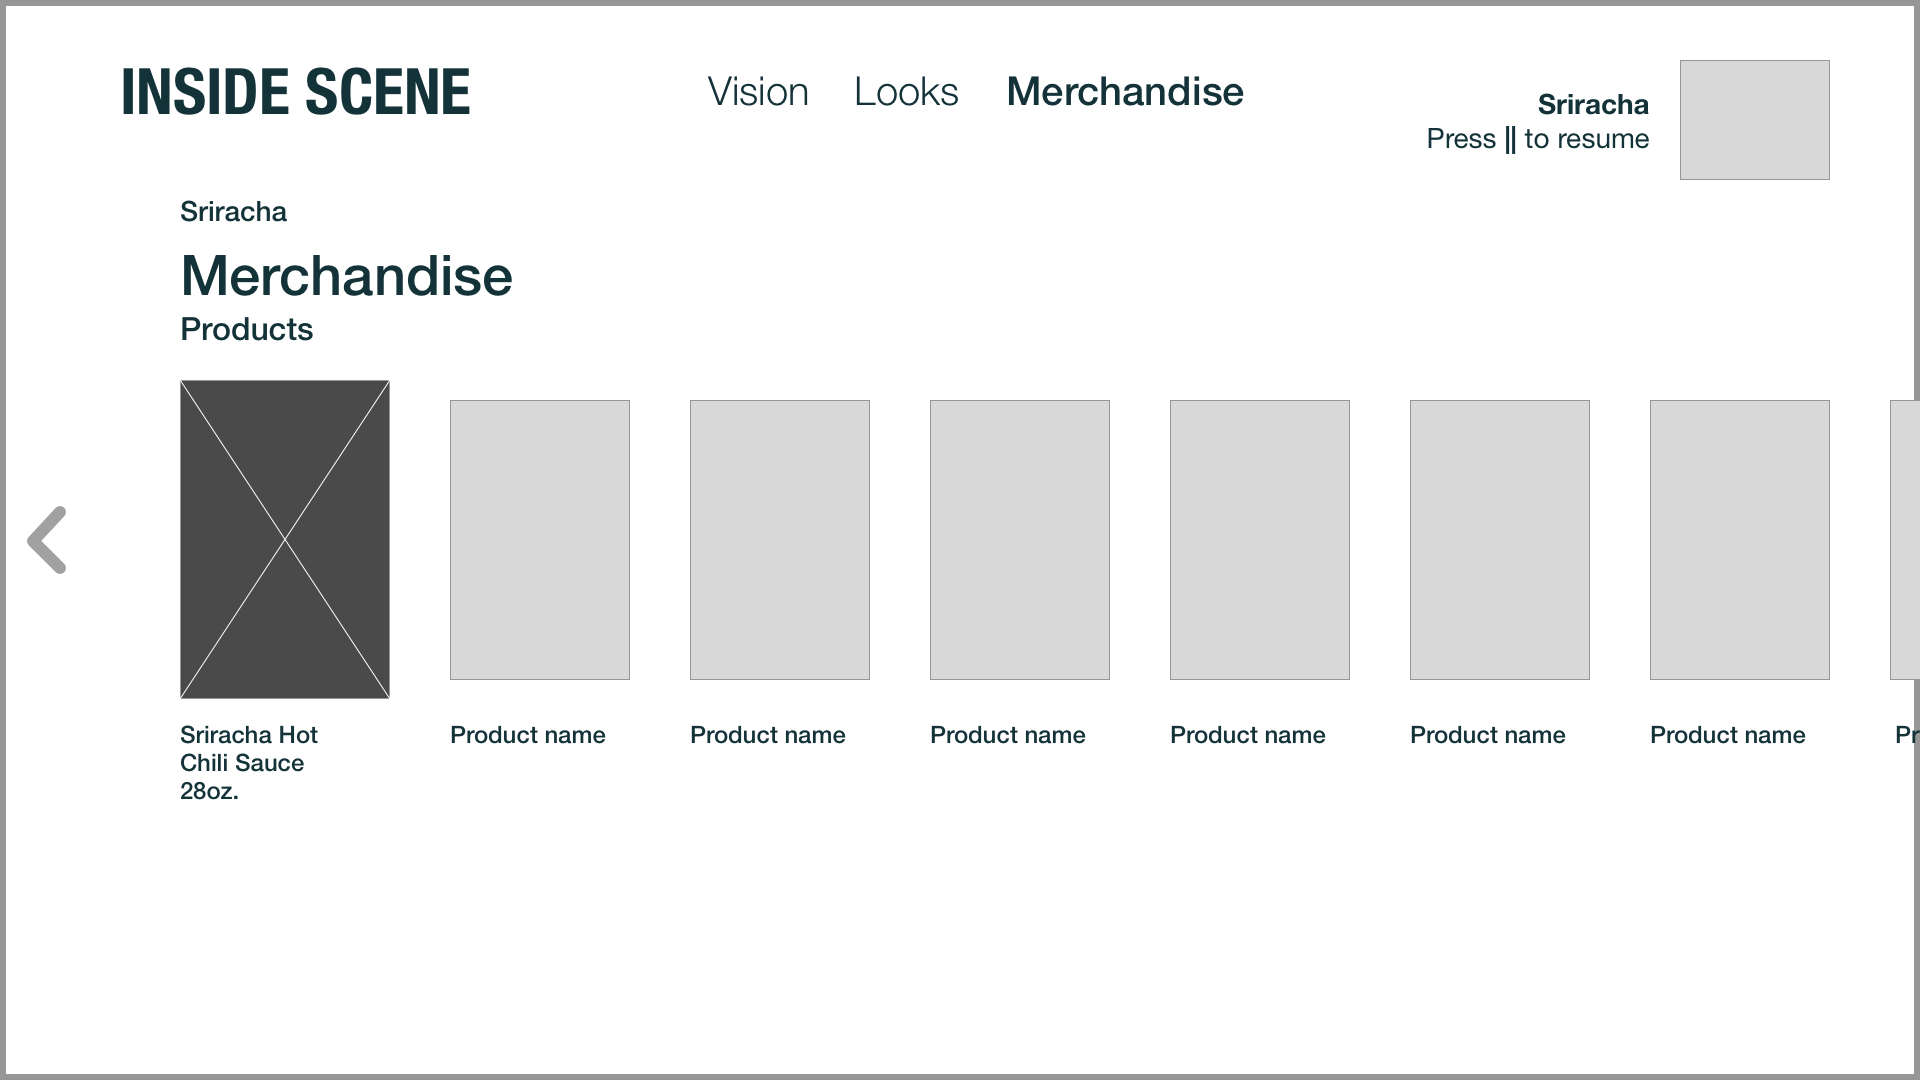 INSIDE SCENE
Vision Looks Merchandise
Sriracha
Press || to resume
Sriracha
Merchandise
Products
Sriracha Hot
Chili Sauce
28oz.
Product name
Product name
Product name
Product name
Product name
Product name